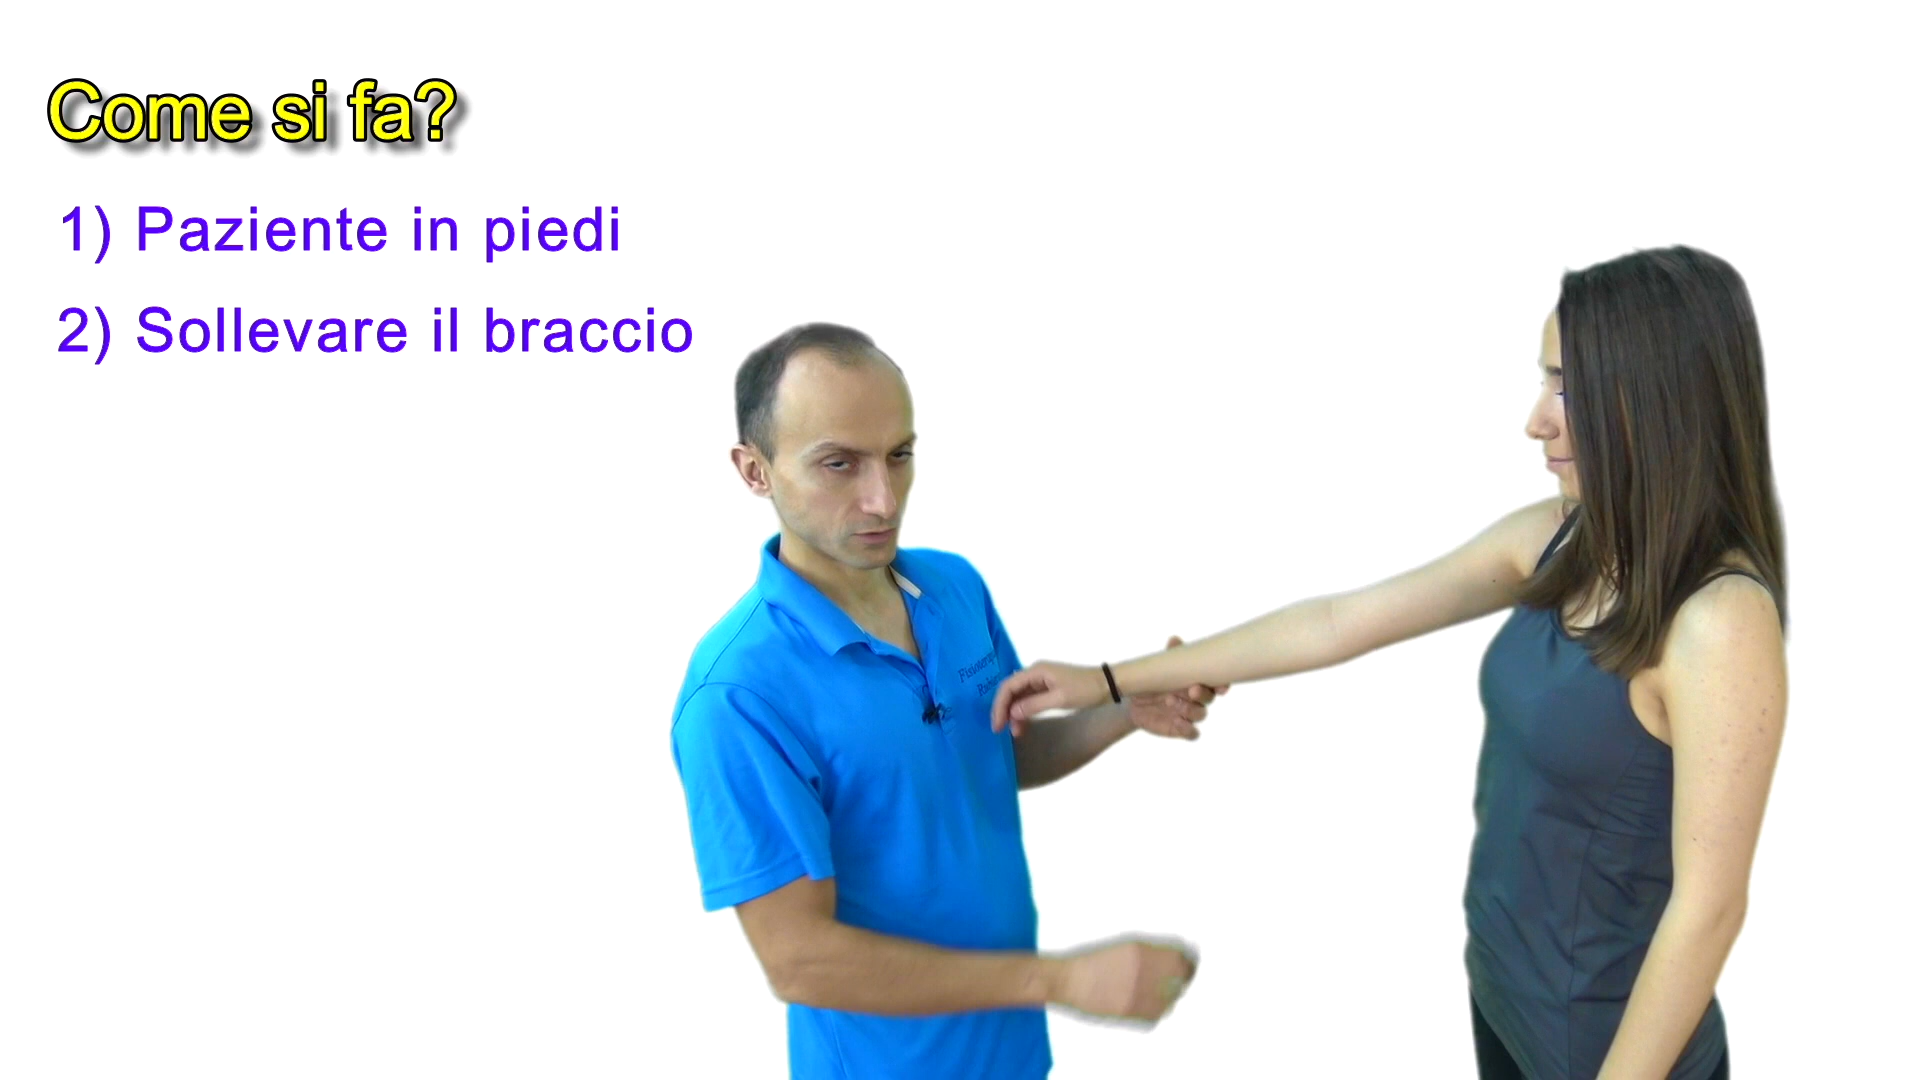 Come si fa?
1) Paziente in piedi
2) Sollevare il braccio